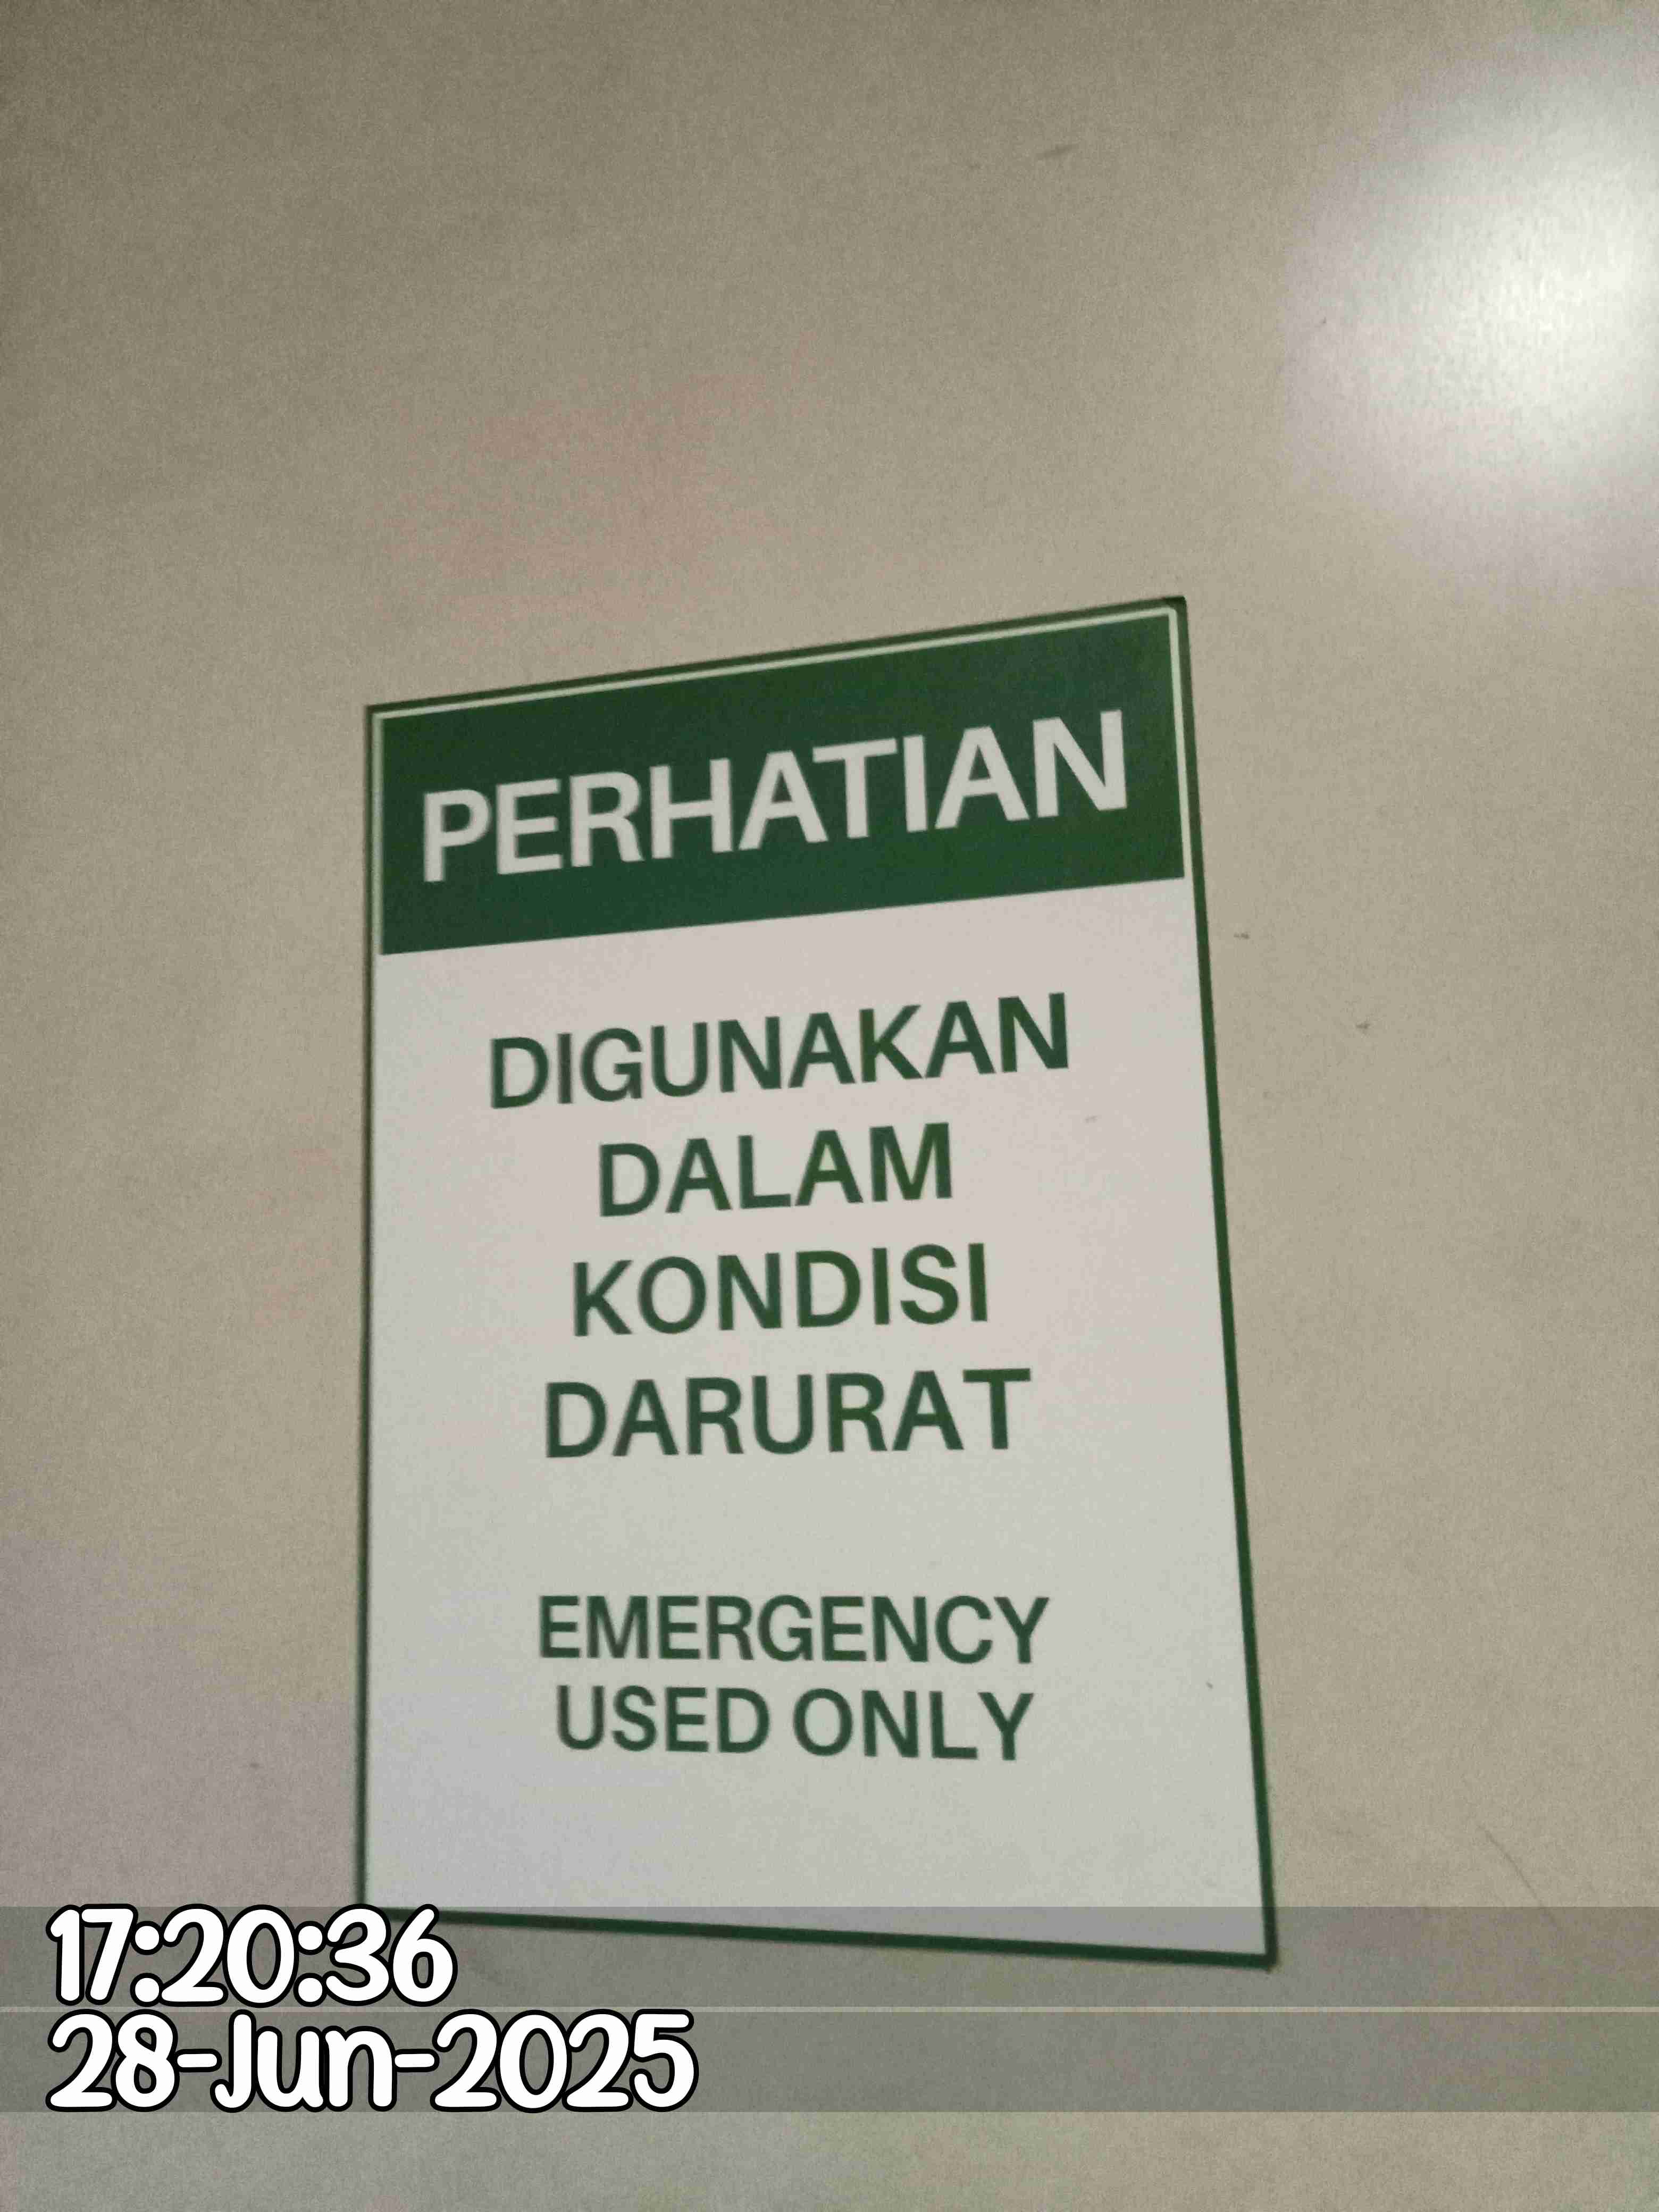 PERHATIAN
DIGUNAKAN
DALAM
KONDISI
DARURAT
EMERGENCY
USED ONLY
17:20:36
28-Jun-2025